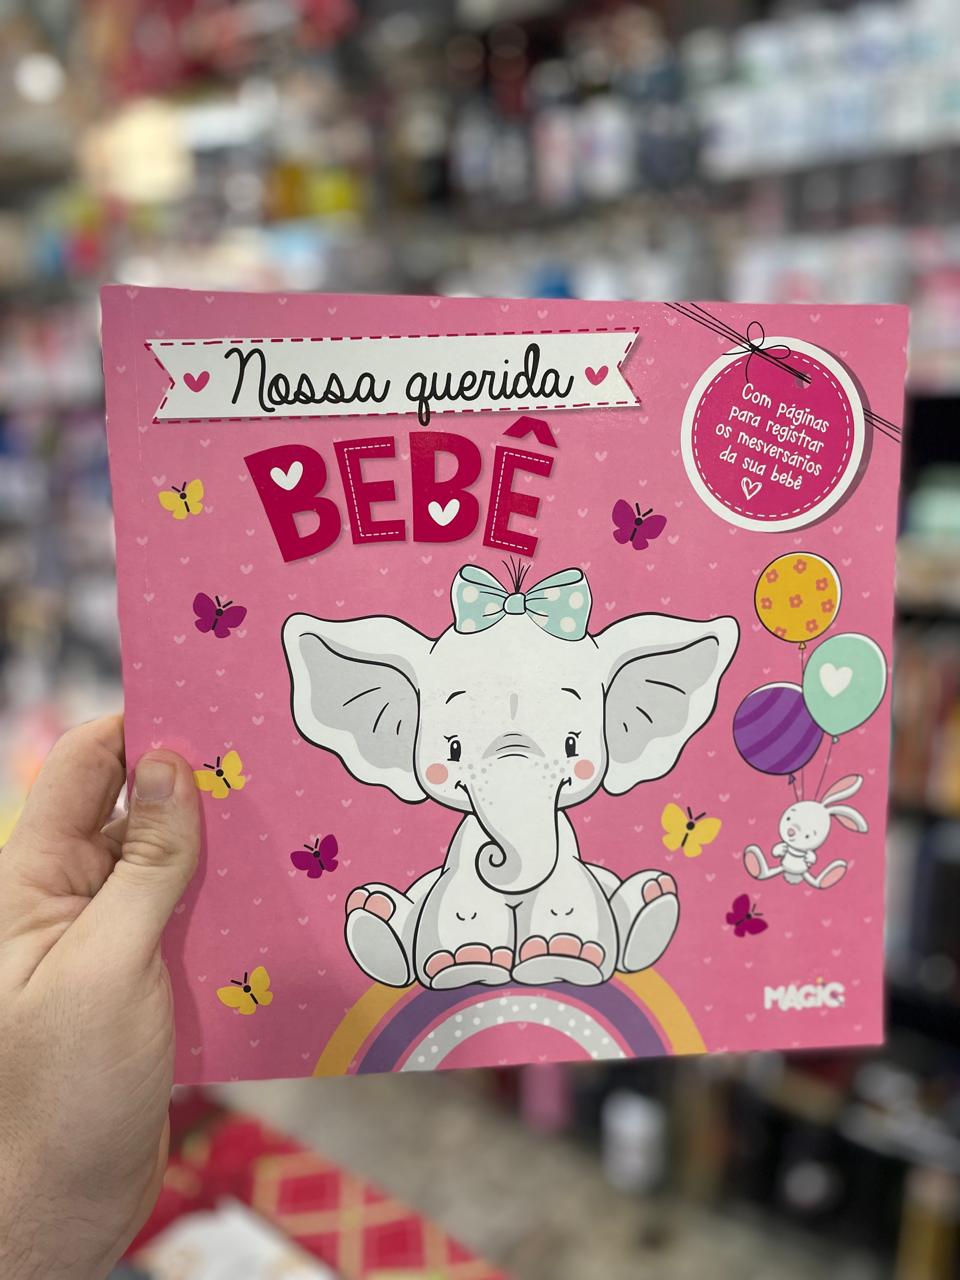 Nossa querida
BEBÊ
Com páginas
para registrar
os mesversários
da sua bebê
MAGIC